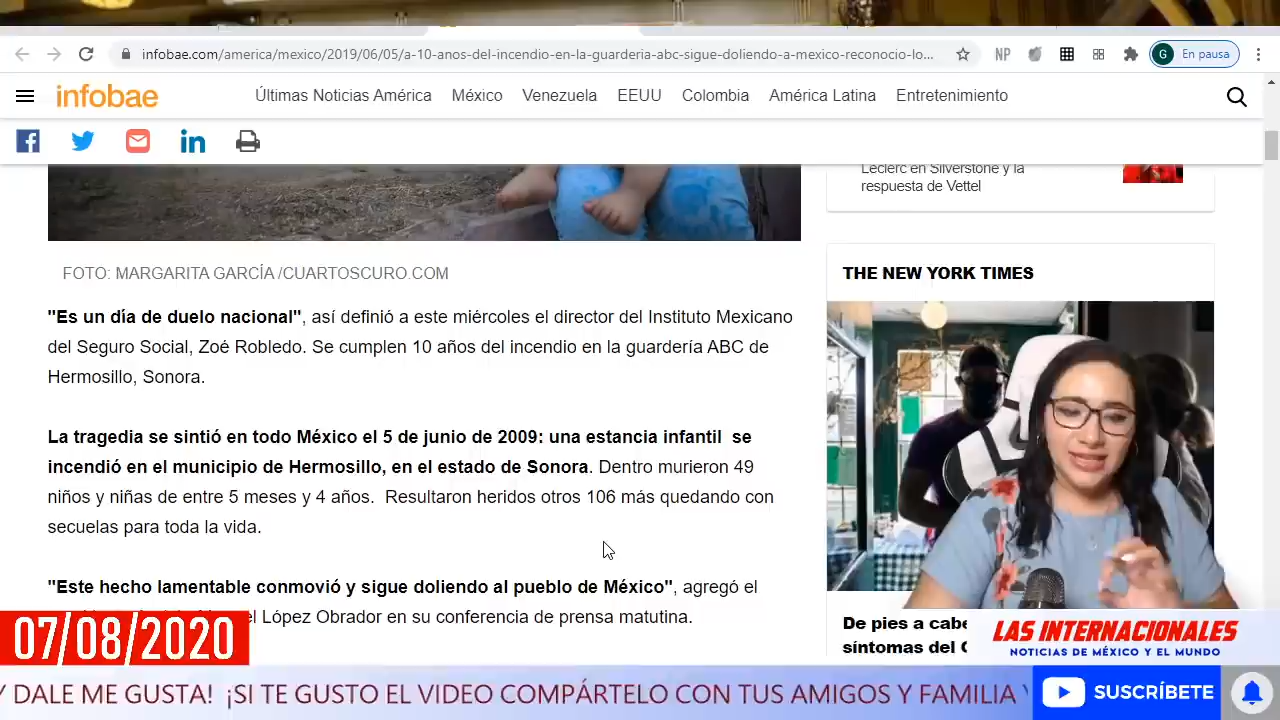 infobae.com/america/mexico/2019/06/05/a-10-anos-del-incendio-en-la-guarderia-abc-sigue-doliendo-a-mexico-reconocio-lo...
NP
G En pausa
infobae
Últimas Noticias América México Venezuela EEUU Colombia América Latina Entretenimiento
Leclerc en Silverstone y la
respuesta de Vettel
FOTO: MARGARITA GARCÍA /CUARTOSCURO.COM
"Es un día de duelo nacional", así definió a este miércoles el director del Instituto Mexicano
del Seguro Social, Zoé Robledo. Se cumplen 10 años del incendio en la guardería ABC de
Hermosillo, Sonora.
La tragedia se sintió en todo México el 5 de junio de 2009: una estancia infantil se
incendió en el municipio de Hermosillo, en el estado de Sonora. Dentro murieron 49
niños y niñas de entre 5 meses y 4 años. Resultaron heridos otros 106 más quedando con
secuelas para toda la vida.
"Este hecho lamentable conmovió y sigue doliendo al pueblo de México", agregó el
López Obrador en su conferencia de prensa matutina.
THE NEW YORK TIMES
De pies a
síntomas del
07/08/2020
LAS INTERNACIONALES
NOTICIAS DE MÉXICO Y EL MUNDO
Y DALE ME GUSTA! ¡SI TE GUSTO EL VIDEO COMPÁRTELO CON TUS AMIGOS Y FAMILIA
SUSCRÍBETE